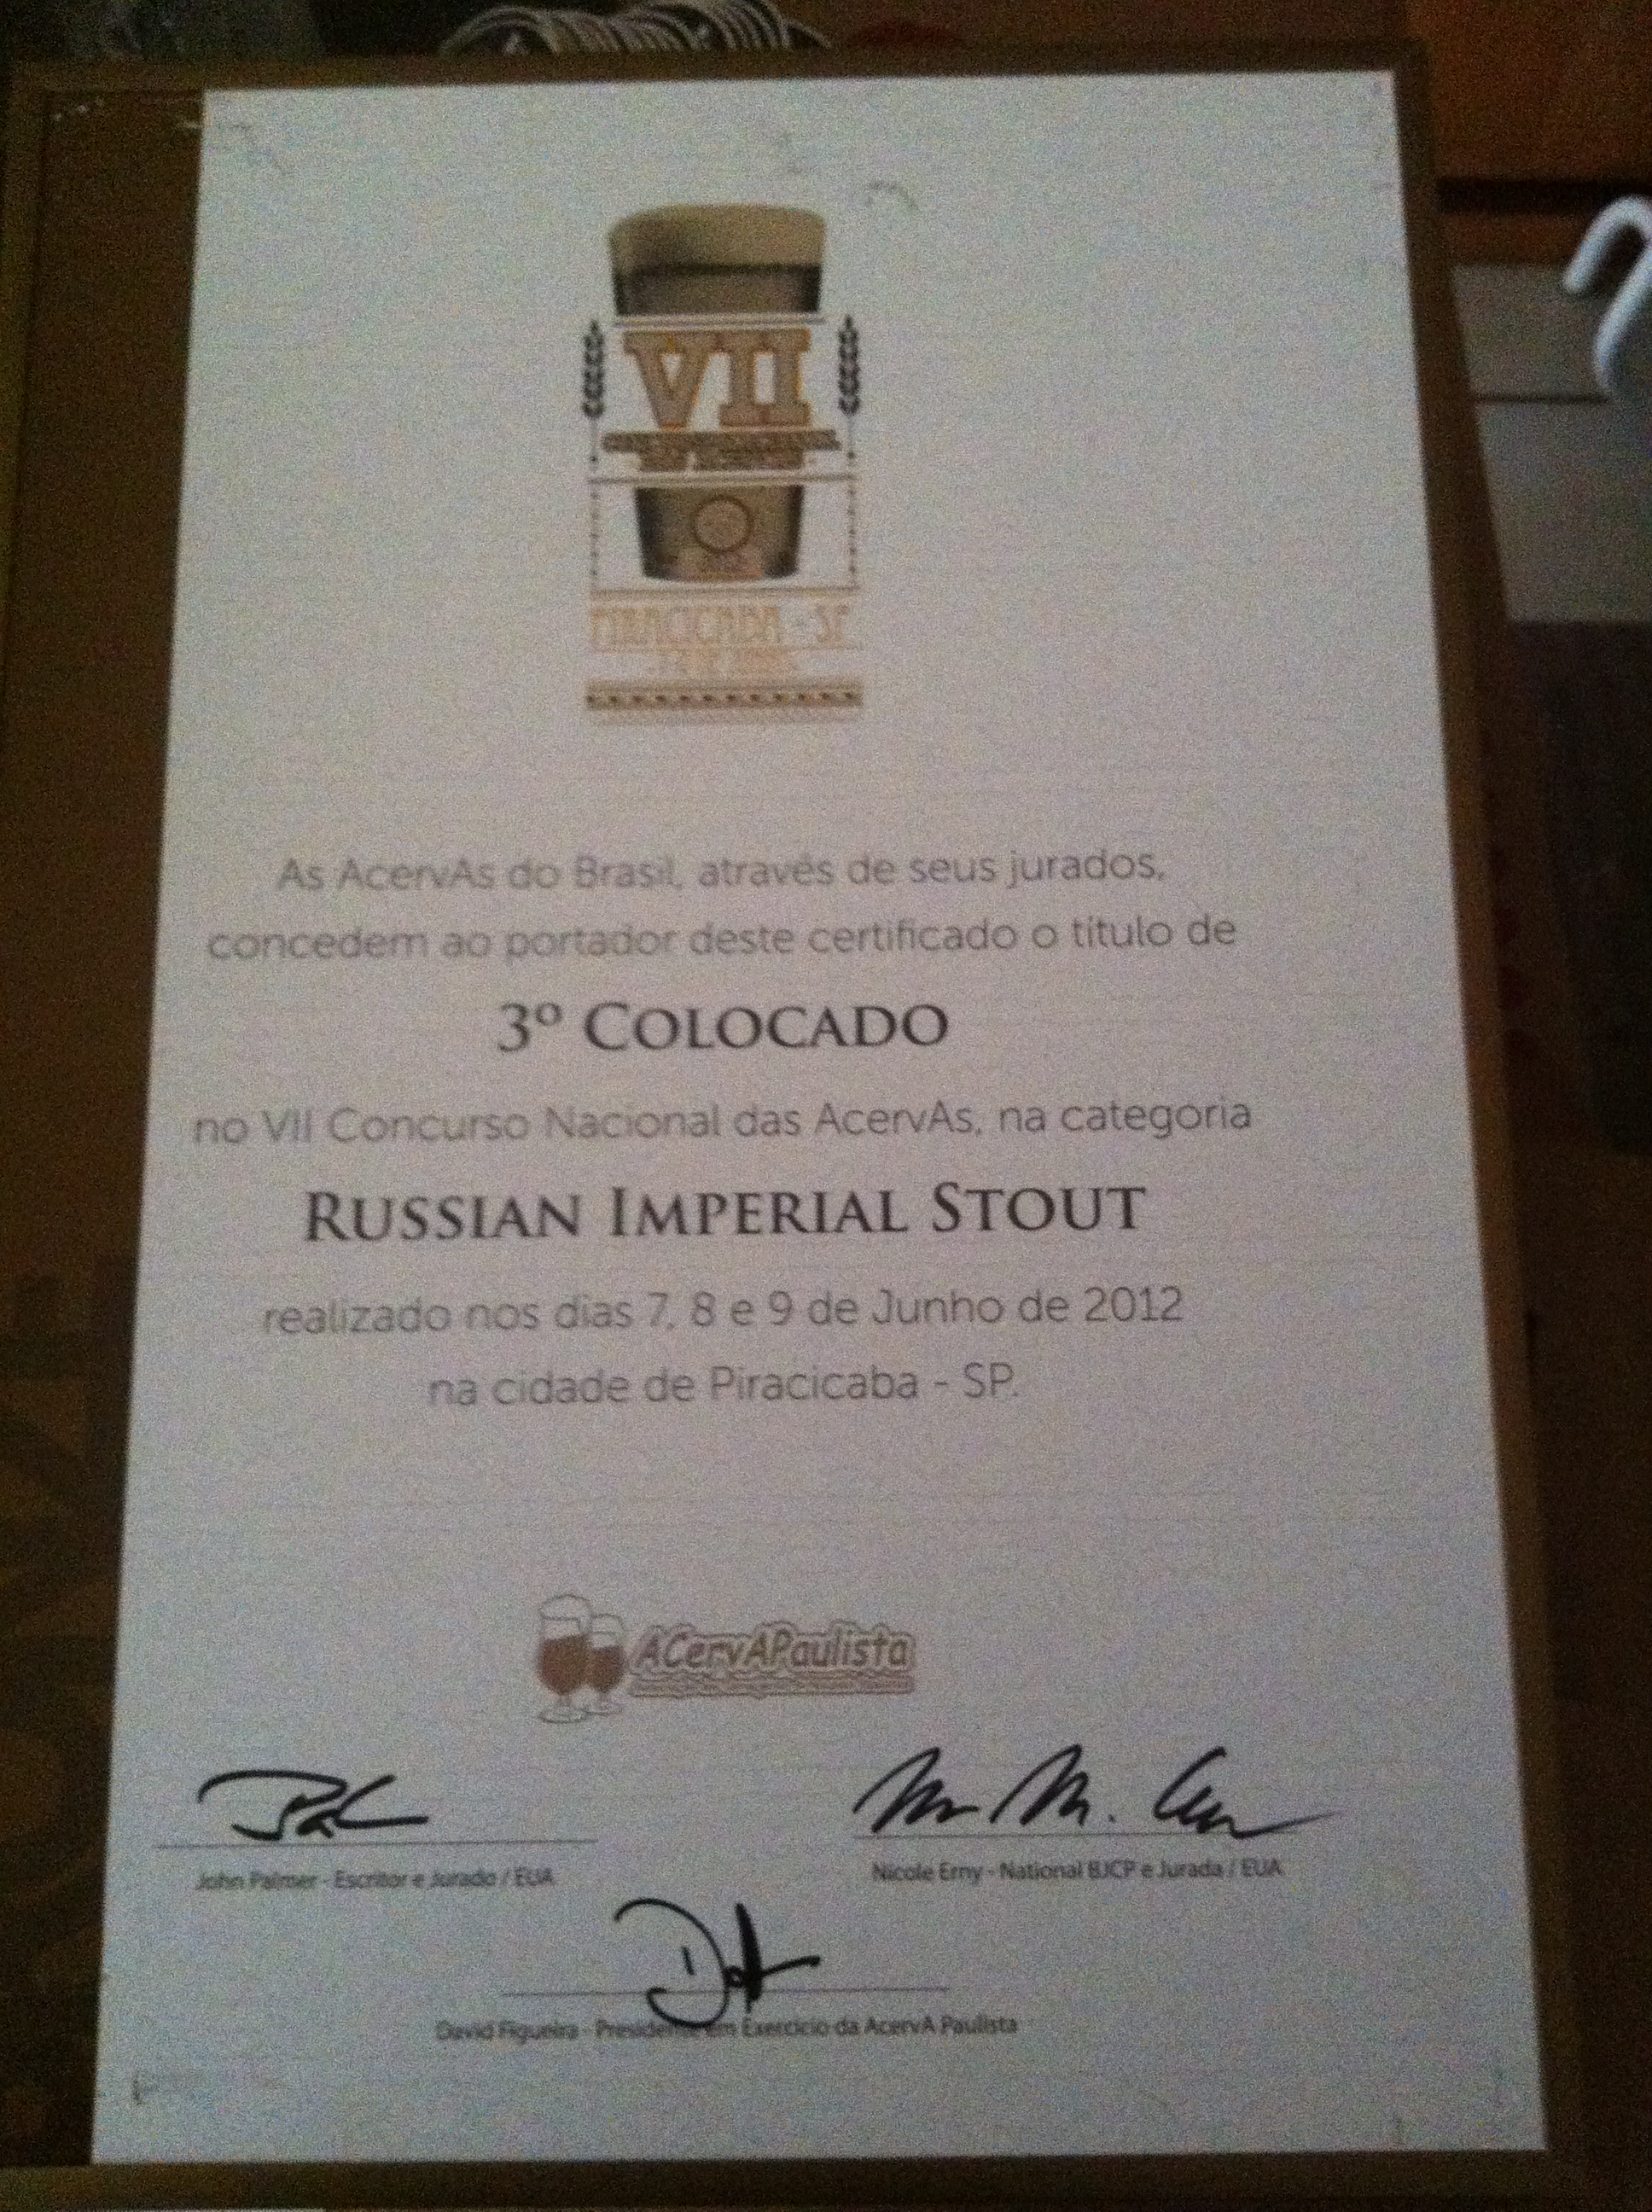 VII
PIRACICABA - SP
As AcervAs do Brasil, através de seus jurados,
concedem ao portador deste certificado o título de
3º COLOCADO
no VII Concurso Nacional das AcervAs, na categoria
RUSSIAN IMPERIAL STOUT
realizado nos dias 7, 8 e 9 de Junho de 2012
na cidade de Piracicaba - SP.
ACervAPaulista
John Palmer - Escritor e Jurado / EUA
Nicole Erny - National BJCP e Jurada / EUA
David Figueira - Presidente em Exercício da AcervA Paulista